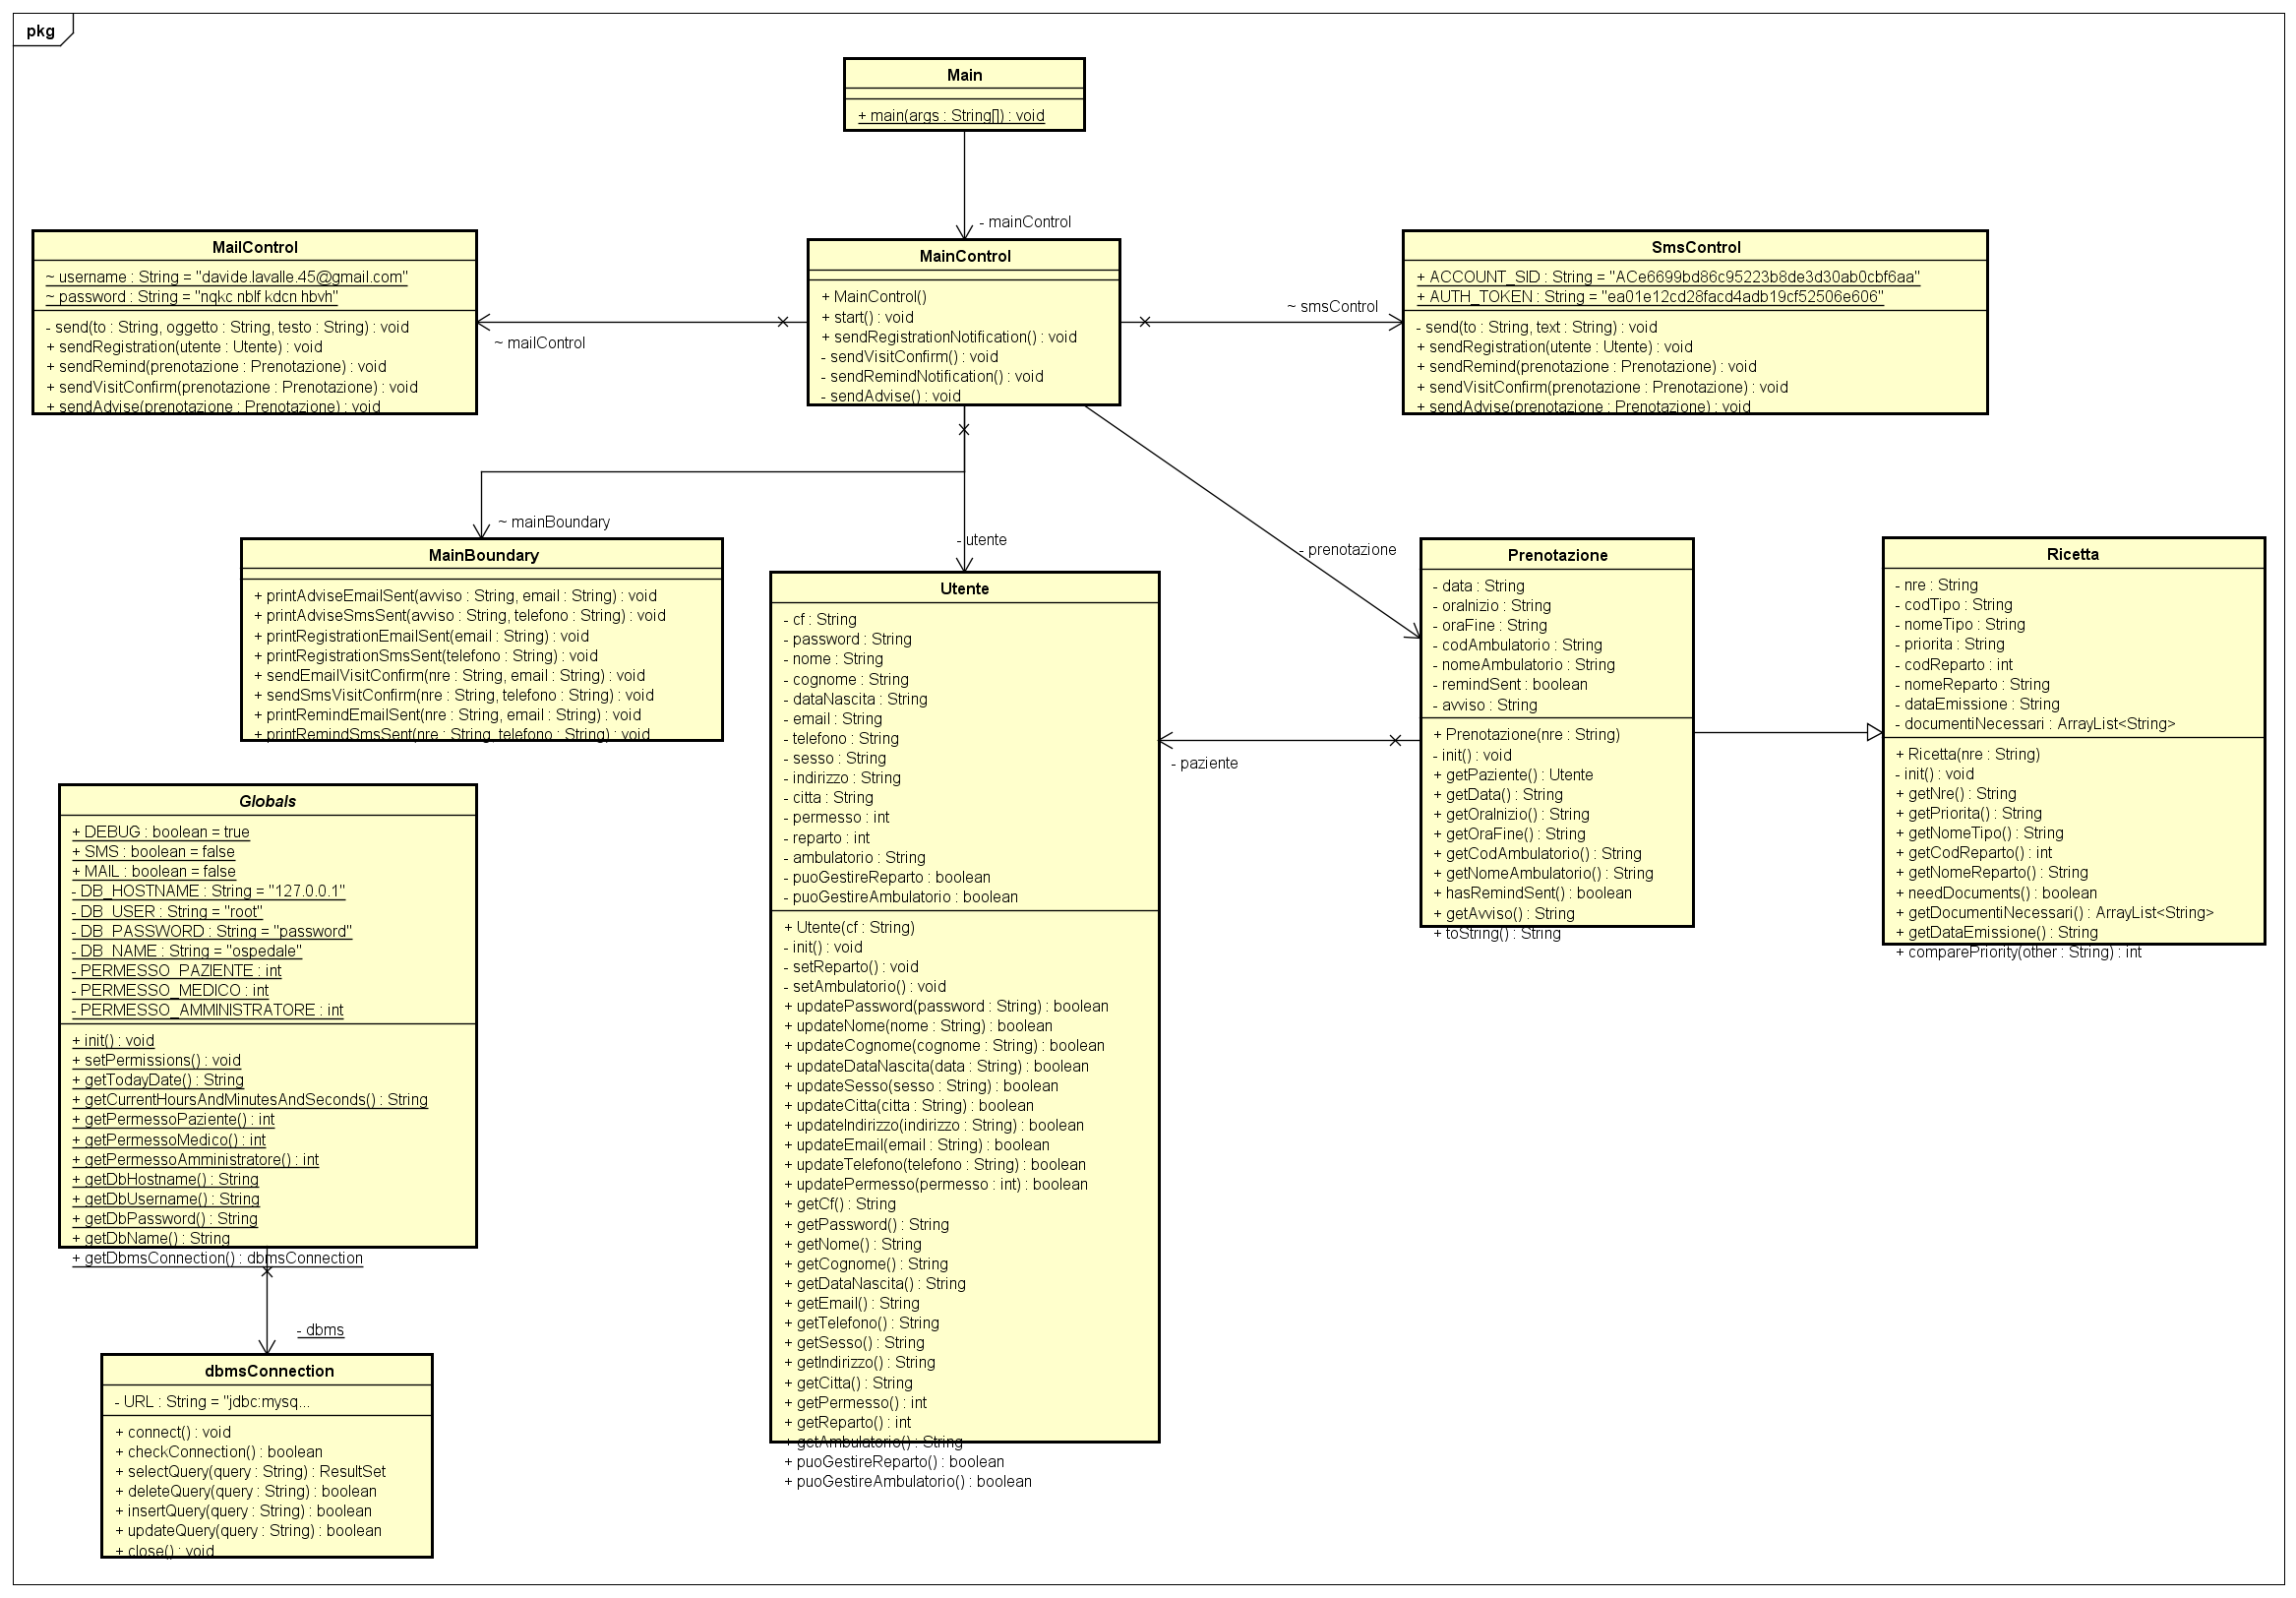 pkg
Main
+ main(args : String[]) : void
- mainControl
MailControl
~ username : String = "davide.lavalle.45@gmail.com"
~ password : String = "nqkc nblf kdcn hbvh"
- send(to : String, oggetto : String, testo : String) : void
+ sendRegistration(utente : Utente) : void
+ sendRemind(prenotazione : Prenotazione) : void
+ sendVisitConfirm(prenotazione : Prenotazione) : void
+ sendAdvise(prenotazione : Prenotazione) : void
~ mailControl
MainControl
+ MainControl()
+ start() : void
+ sendRegistrationNotification() : void
- sendVisitConfirm() : void
- sendRemindNotification() : void
- sendAdvise() : void
~ smsControl
SmsControl
+ ACCOUNT_SID : String = "ACe6699bd86c95223b8de3d30ab0cbf6aa"
+ AUTH_TOKEN : String = "ea01e12cd28facd4adb19cf52506e606"
- send(to : String, text : String) : void
+ sendRegistration(utente : Utente) : void
+ sendRemind(prenotazione : Prenotazione) : void
+ sendVisitConfirm(prenotazione : Prenotazione) : void
+ sendAdvise(prenotazione : Prenotazione) : void
~ mainBoundary
- utente
- prenotazione
MainBoundary
+ printAdviseEmailSent(avviso : String, email : String) : void
+ printAdviseSmsSent(avviso : String, telefono : String) : void
+ printRegistrationEmailSent(email : String) : void
+ printRegistrationSmsSent(telefono : String) : void
+ sendEmailVisitConfirm(nre : String, email : String) : void
+ sendSmsVisitConfirm(nre : String, telefono : String) : void
+ printRemindEmailSent(nre : String, email : String) : void
+ printRemindSmsSent(nre : String, telefono : String) : void
Utente
- cf : String
- password : String
- nome : String
- cognome : String
- dataNascita : String
- email : String
- telefono : String
- sesso : String
- indirizzo : String
- citta : String
- permesso : int
- reparto : int
- ambulatorio : String
- puoGestireReparto : boolean
- puoGestireAmbulatorio : boolean
+ Utente(cf : String)
- init() : void
- setReparto() : void
- setAmbulatorio() : void
+ updatePassword(password : String) : boolean
+ updateNome(nome : String) : boolean
+ updateCognome(cognome : String) : boolean
+ updateDataNascita(data : String) : boolean
+ updateSesso(sesso : String) : boolean
+ updateCitta(citta : String) : boolean
+ updateIndirizzo(indirizzo : String) : boolean
+ updateEmail(email : String) : boolean
+ updateTelefono(telefono : String) : boolean
+ updatePermesso(permesso : int) : boolean
+ getCf() : String
+ getPassword() : String
+ getNome() : String
+ getCognome() : String
+ getDataNascita() : String
+ getEmail() : String
+ getTelefono() : String
+ getSesso() : String
+ getIndirizzo() : String
+ getCitta() : String
+ getPermesso() : int
+ getReparto() : int
+ getAmbulatorio() : String
+ puoGestireReparto() : boolean
+ puoGestireAmbulatorio() : boolean
- paziente
Prenotazione
- data : String
- oraInizio : String
- oraFine : String
- codAmbulatorio : String
- nomeAmbulatorio : String
- remindSent : boolean
- avviso : String
+ Prenotazione(nre : String)
- init() : void
+ getPaziente() : Utente
+ getData() : String
+ getOraInizio() : String
+ getOraFine() : String
+ getCodAmbulatorio() : String
+ getNomeAmbulatorio() : String
+ hasRemindSent() : boolean
+ getAvviso() : String
+ toString() : String
Ricetta
- nre : String
- codTipo : String
- nomeTipo : String
- priorita : String
- codReparto : int
- nomeReparto : String
- dataEmissione : String
- documentiNecessari : ArrayList<String>
+ Ricetta(nre : String)
- init() : void
+ getNre() : String
+ getPriorita() : String
+ getNomeTipo() : String
+ getCodReparto() : int
+ getNomeReparto() : String
+ needDocuments() : boolean
+ getDocumentiNecessari() : ArrayList<String>
+ getDataEmissione() : String
+ comparePriority(other : String) : int
Globals
+ DEBUG : boolean = true
+ SMS : boolean = false
+ MAIL : boolean = false
- DB_HOSTNAME : String = "127.0.0.1"
- DB_USER : String = "root"
- DB_PASSWORD : String = "password"
- DB_NAME : String = "ospedale"
- PERMESSO_PAZIENTE : int
- PERMESSO_MEDICO : int
- PERMESSO_AMMINISTRATORE : int
+ init() : void
+ setPermissions() : void
+ getTodayDate() : String
+ getCurrentHoursAndMinutesAndSeconds() : String
+ getPermessoPaziente() : int
+ getPermessoMedico() : int
+ getPermessoAmministratore() : int
+ getDbHostname() : String
+ getDbUsername() : String
+ getDbPassword() : String
+ getDbName() : String
+ getDbmsConnection() : dbmsConnection
- dbms
dbmsConnection
- URL : String = "jdbc:mysq...
+ connect() : void
+ checkConnection() : boolean
+ selectQuery(query : String) : ResultSet
+ deleteQuery(query : String) : boolean
+ insertQuery(query : String) : boolean
+ updateQuery(query : String) : boolean
+ close() : void